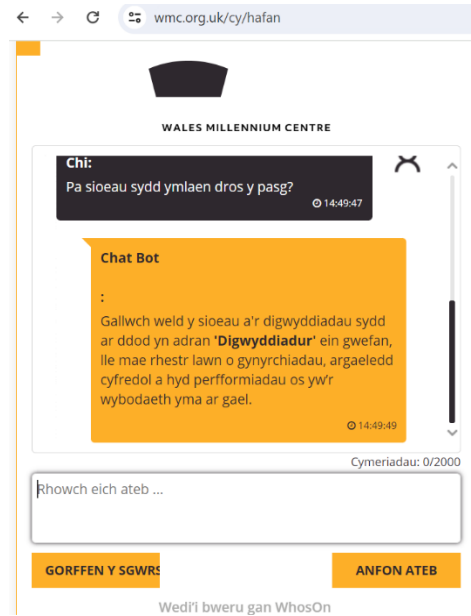 wmc.org.uk/cy/hafan
WALES MILLENNIUM CENTRE
Chi:
Pa sioeau sydd ymlaen dros y pasg?
14:49:47
Chat Bot
:
Gallwch weld y sioeau a'r digwyddiadau sydd
ar ddod yn adran 'Digwyddiadur' ein gwefan,
lle mae rhestr lawn o gynyrchiadau, argaeledd
cyfredol a hyd perfformiadau os yw'r
wybodaeth yma ar gael.
14:49:49
Cymeriadau: 0/2000
Rhowch eich ateb ...
GORFFEN Y SGWRS
ANFON ATEB
Wedi'i bweru gan WhosOn